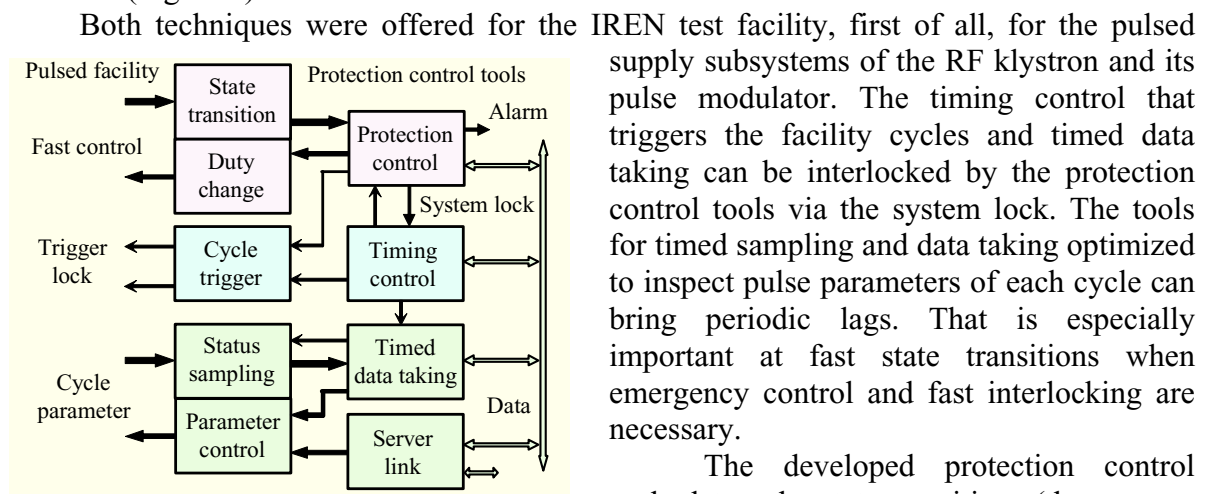 Both techniques were offered for the IREN test facility, first of all, for the pulsed
supply subsystems of the RF klystron and its
pulse modulator. The timing control that
triggers the facility cycles and timed data
taking can be interlocked by the protection
control tools via the system lock. The tools
for timed sampling and data taking optimized
to inspect pulse parameters of each cycle can
bring periodic lags. That is especially
important at fast state transitions when
emergency control and fast interlocking are
necessary.
The developed protection control
Pulsed facility
Protection control tools
State
transition
Alarm
Protection
control
Fast control
Duty
change
System lock
Trigger
lock
Cycle
trigger
Timing
control
Status
sampling
Timed
data taking
Cycle
parameter
Data
Parameter
control
Server
link